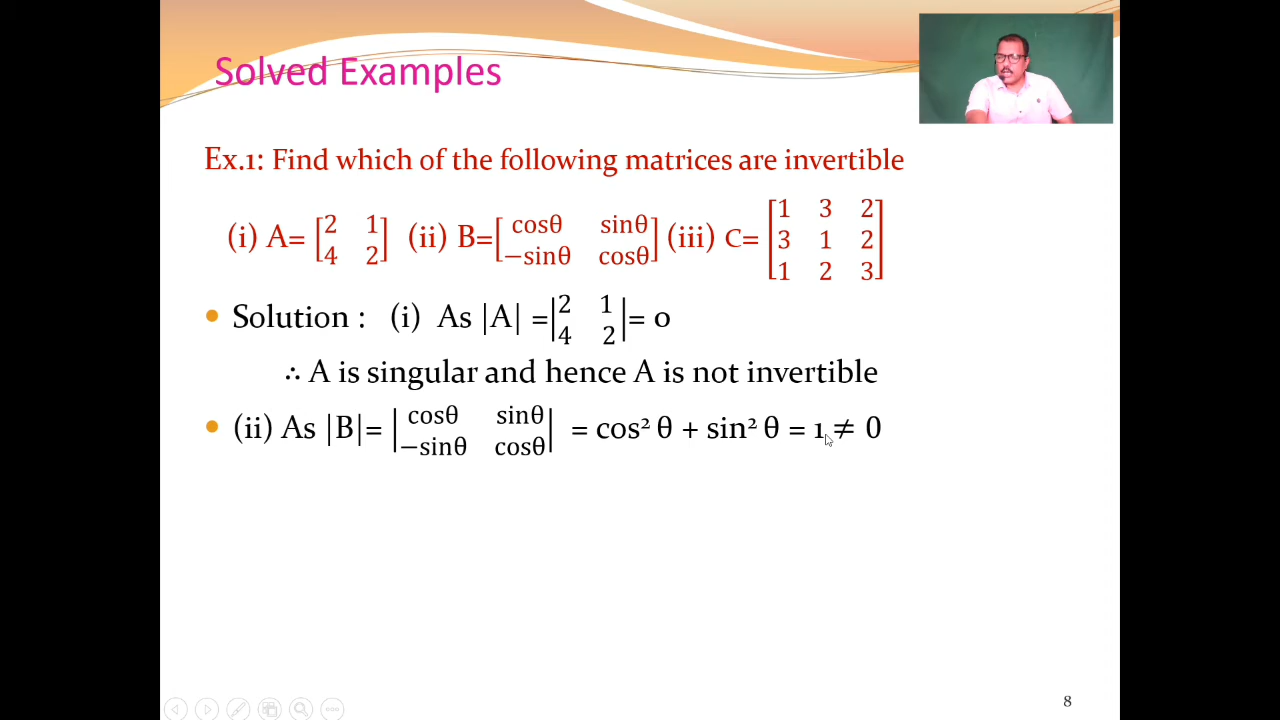 Solved Examples
Ex.1: Find which of the following matrices are invertible
(i) A= [2 1; 4 2] (ii) B= [cosθ sinθ; −sinθ cosθ] (iii) C= [1 3 2; 3 1 2; 1 2 3]
• Solution : (i) As |A| = |2 1; 4 2| = 0
∴ A is singular and hence A is not invertible
• (ii) As |B|= |cosθ sinθ; −sinθ cosθ| = cos² θ + sin² θ = 1 ≠ 0
8